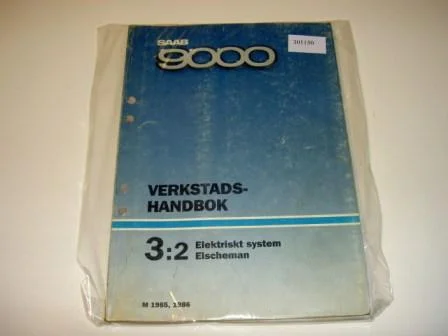 SAAB
9000
301150
VERKSTADS-
HANDBOK
3:2 Elektriskt system
Elscheman
M 1985, 1986